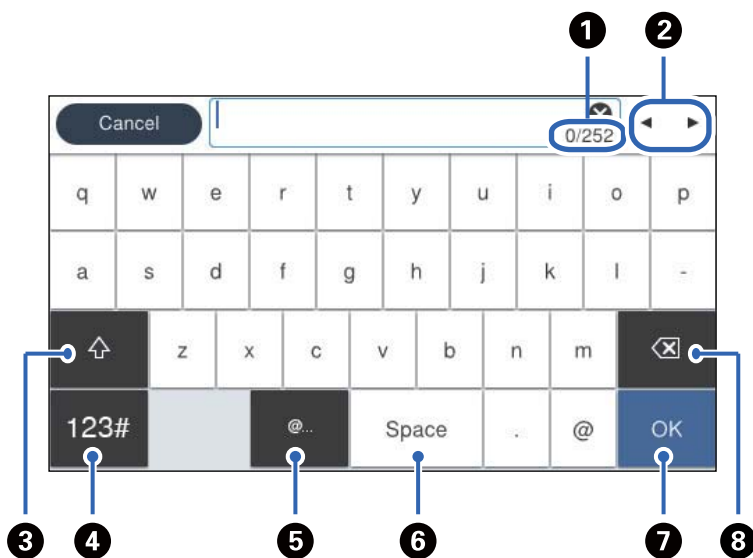 1 2
Cancel 0/252 ◄ ►
q w e r t y u i o p
a s d f g h j k l -
z x c v b n m
123# @... Space . @ OK
3 4 5 6 7 8